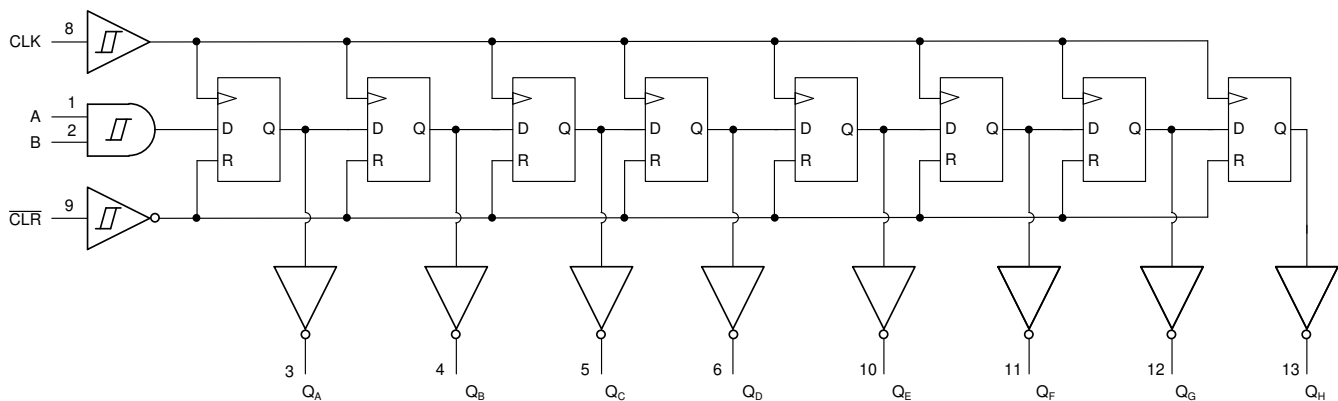 CLK 8
A 1
B 2
D Q D Q D Q D Q D Q D Q D Q D Q
R R R R R R R R
CLR 9
3 4 5 6 10 11 12 13
QA QB QC QD QE QF QG QH